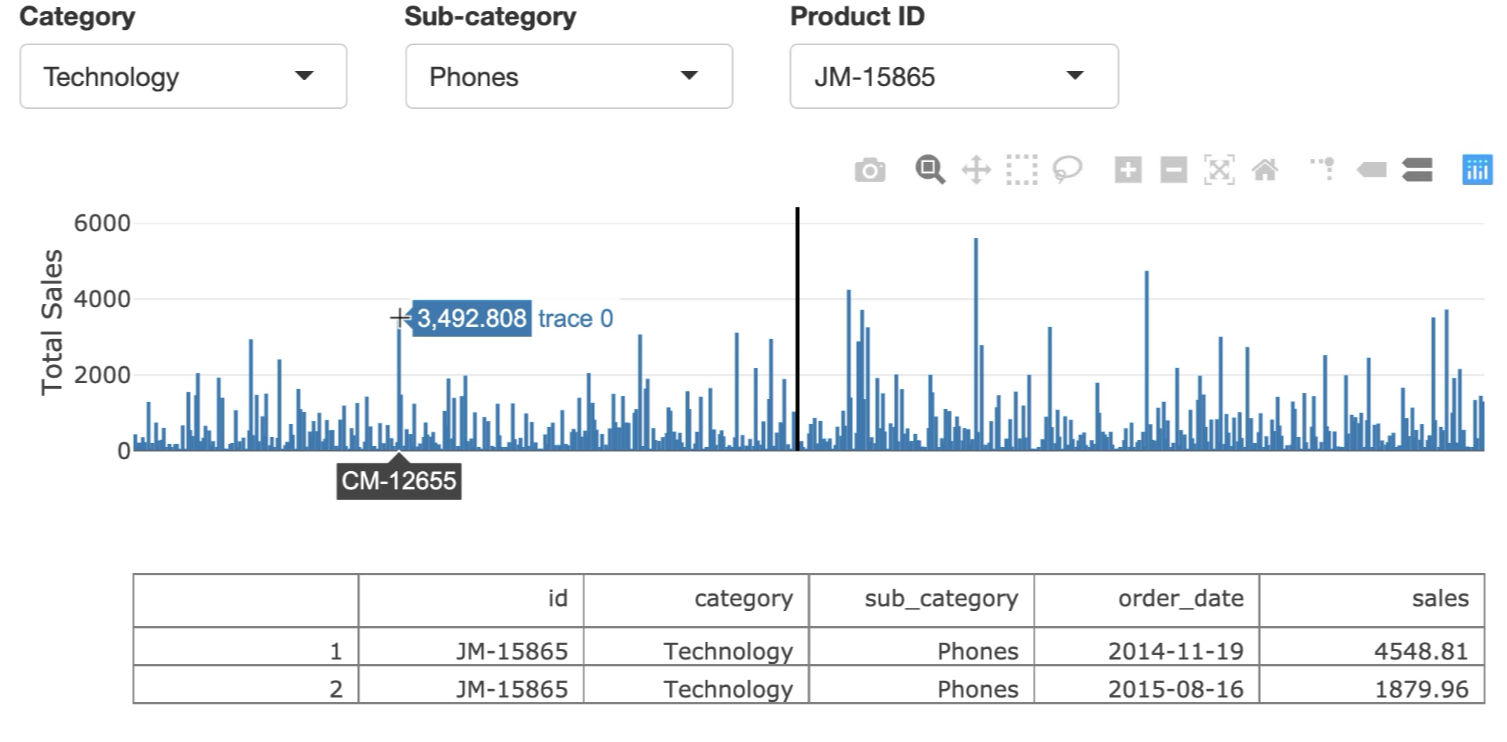 Category Sub-category Product ID
Technology Phones JM-15865
6000
4000
2000
0
Total Sales
3,492.808 trace 0
CM-12655
id category sub_category order_date sales
1 JM-15865 Technology Phones 2014-11-19 4548.81
2 JM-15865 Technology Phones 2015-08-16 1879.96